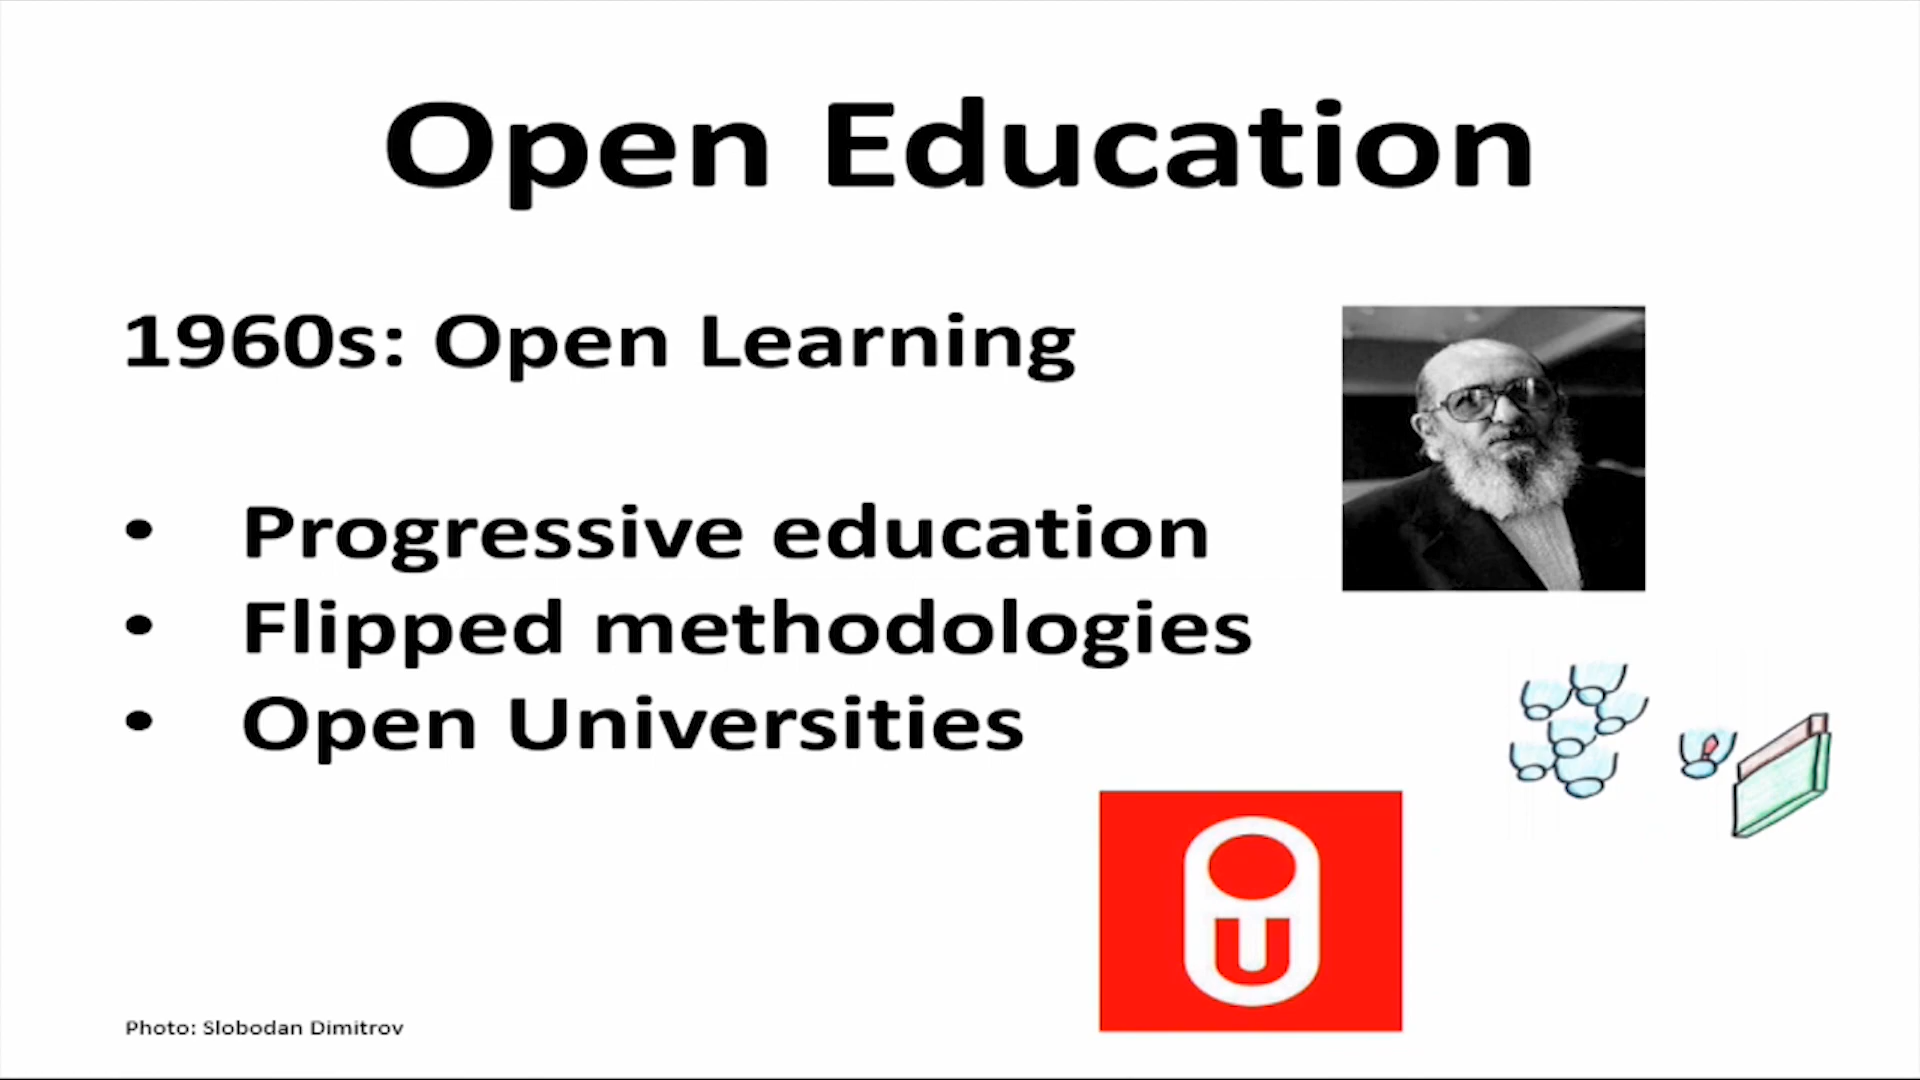 Open Education
1960s: Open Learning
• Progressive education
• Flipped methodologies
• Open Universities
U
Photo: Slobodan Dimitrov